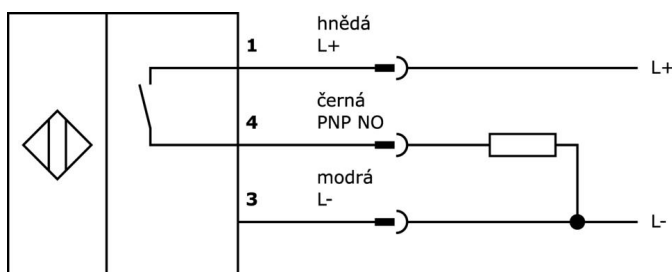 hnědá
1 L+
L+
černá
4 PNP NO
modrá
3 L-
L-